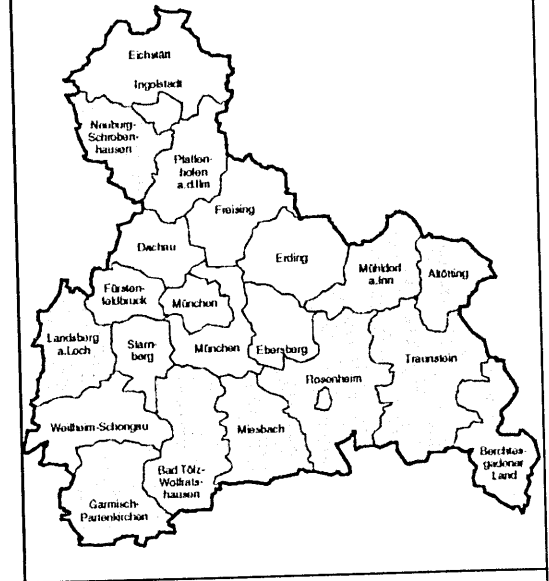 Eichstätt
Ingolstadt
Neuburg-
Schroben-
hausen
Pfaffen-
hofen
a.d.Ilm
Freising
Dachau
Erding
Mühldorf
a.Inn
Altötting
Fürsten-
feldbruck
München
Landsberg
a.Lech
Starn-
berg
München
Ebersberg
Traunstein
Rosenheim
Weilheim-Schongau
Miesbach
Bad Tölz-
Wolfrats-
hausen
Berchtes-
gadener
Land
Garmisch-
Partenkirchen